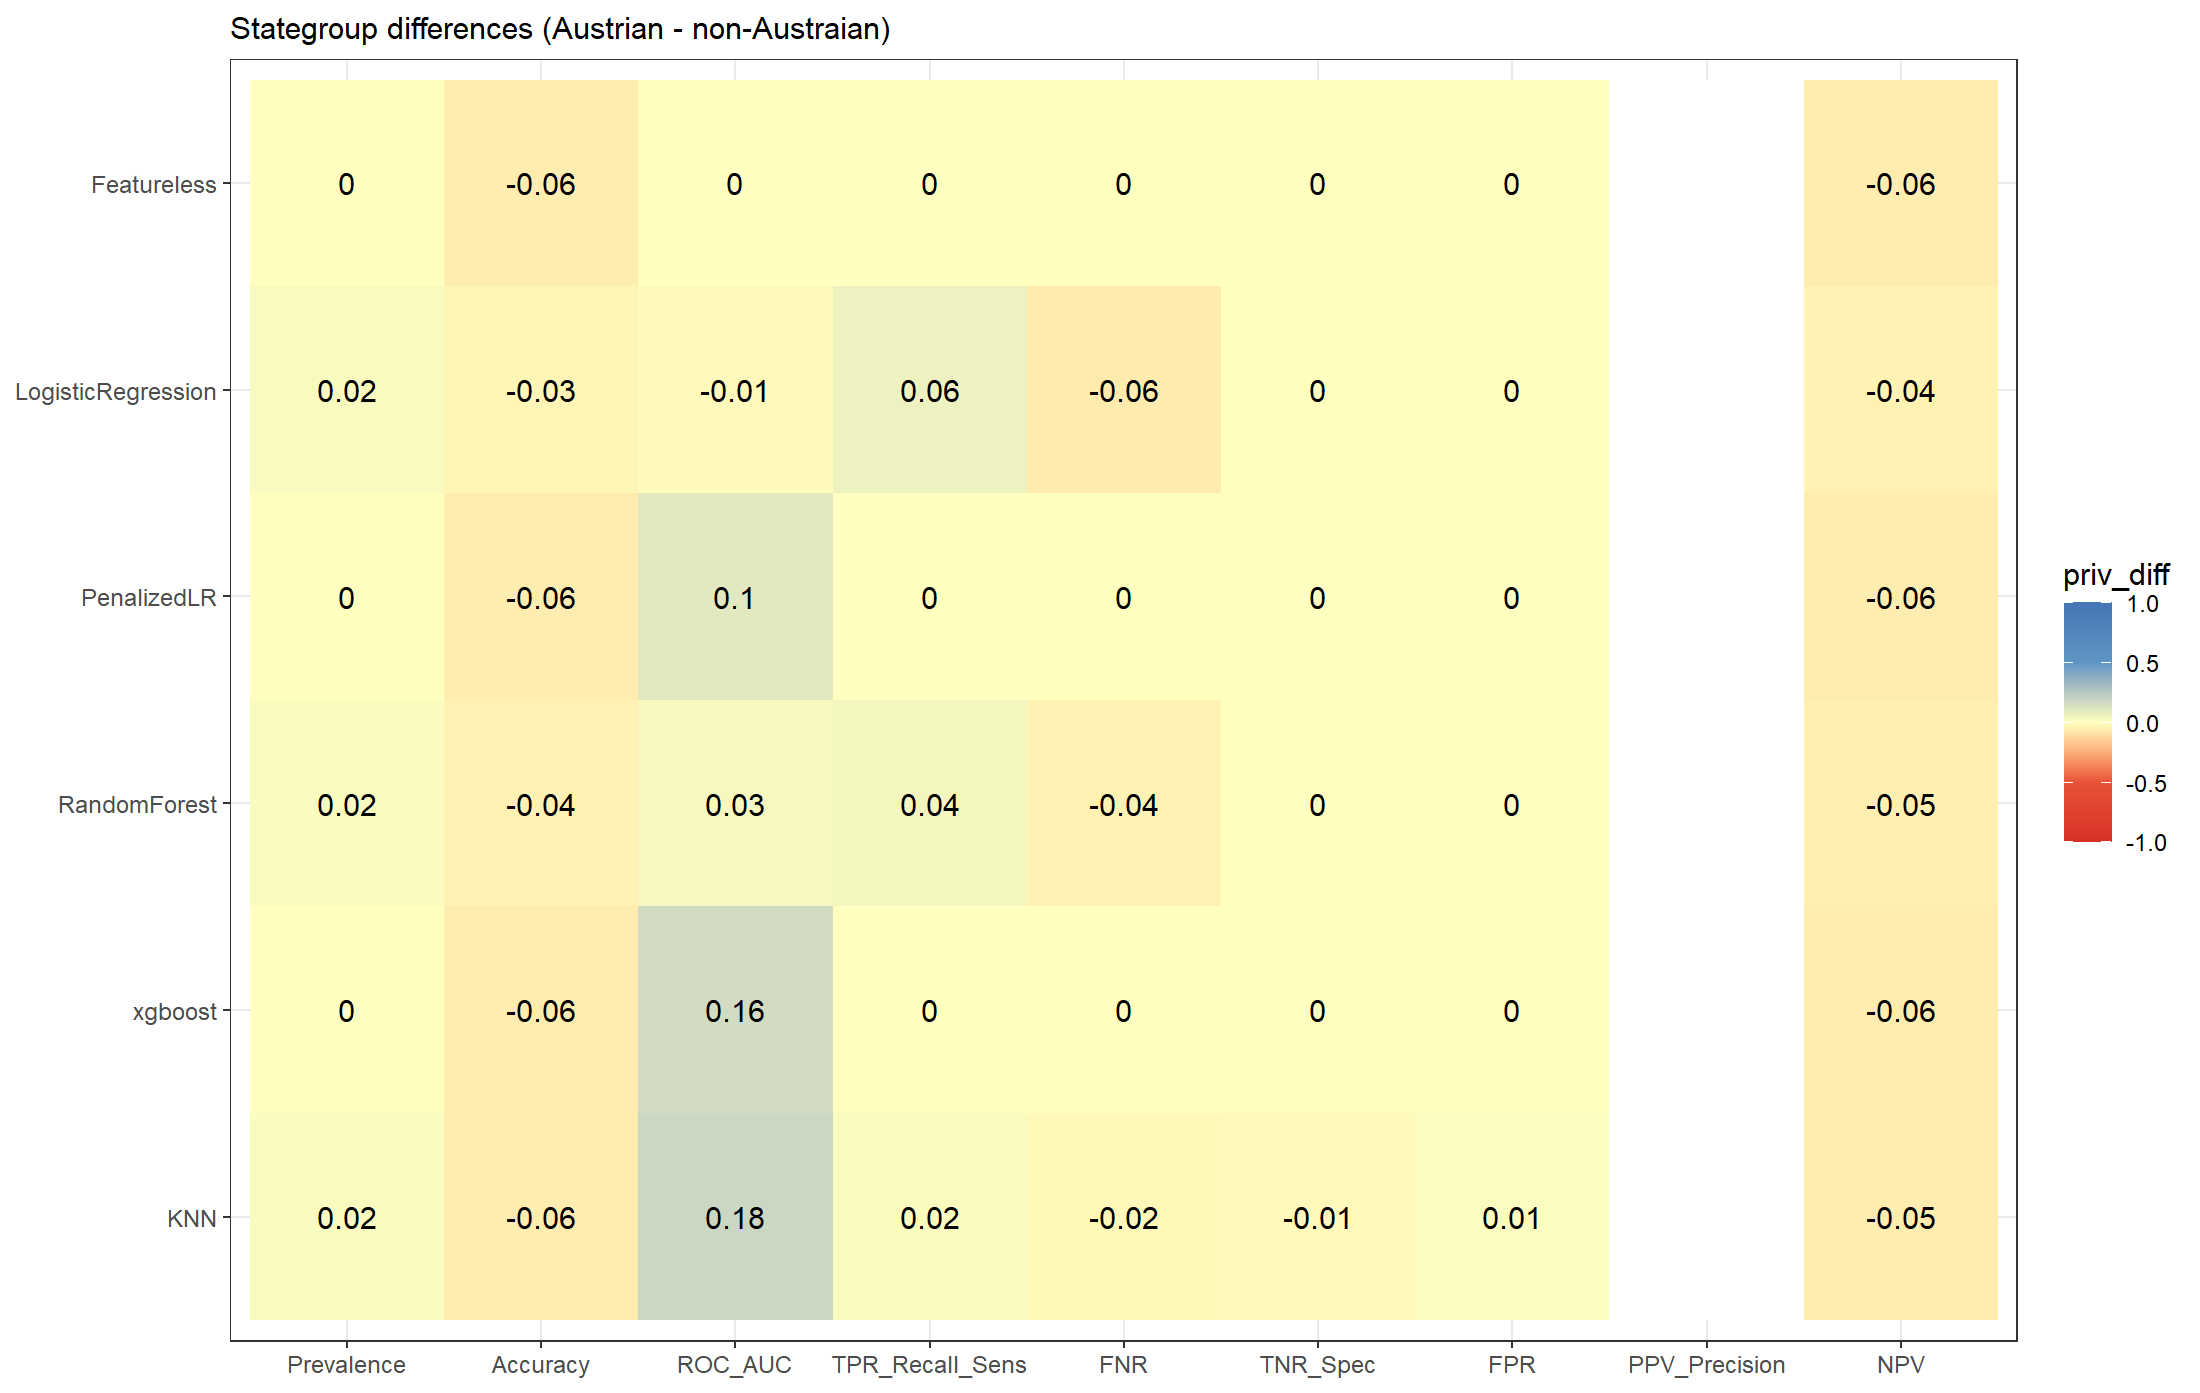 Stategroup differences (Austrian - non-Austraian)
Featureless 0 -0.06 0 0 0 0 0 -0.06
LogisticRegression 0.02 -0.03 -0.01 0.06 -0.06 0 0 -0.04
PenalizedLR 0 -0.06 0.1 0 0 0 0 -0.06
RandomForest 0.02 -0.04 0.03 0.04 -0.04 0 0 -0.05
xgboost 0 -0.06 0.16 0 0 0 0 -0.06
KNN 0.02 -0.06 0.18 0.02 -0.02 -0.01 0.01 -0.05
Prevalence Accuracy ROC_AUC TPR_Recall_Sens FNR TNR_Spec FPR PPV_Precision NPV
priv_diff
1.0
0.5
0.0
-0.5
-1.0